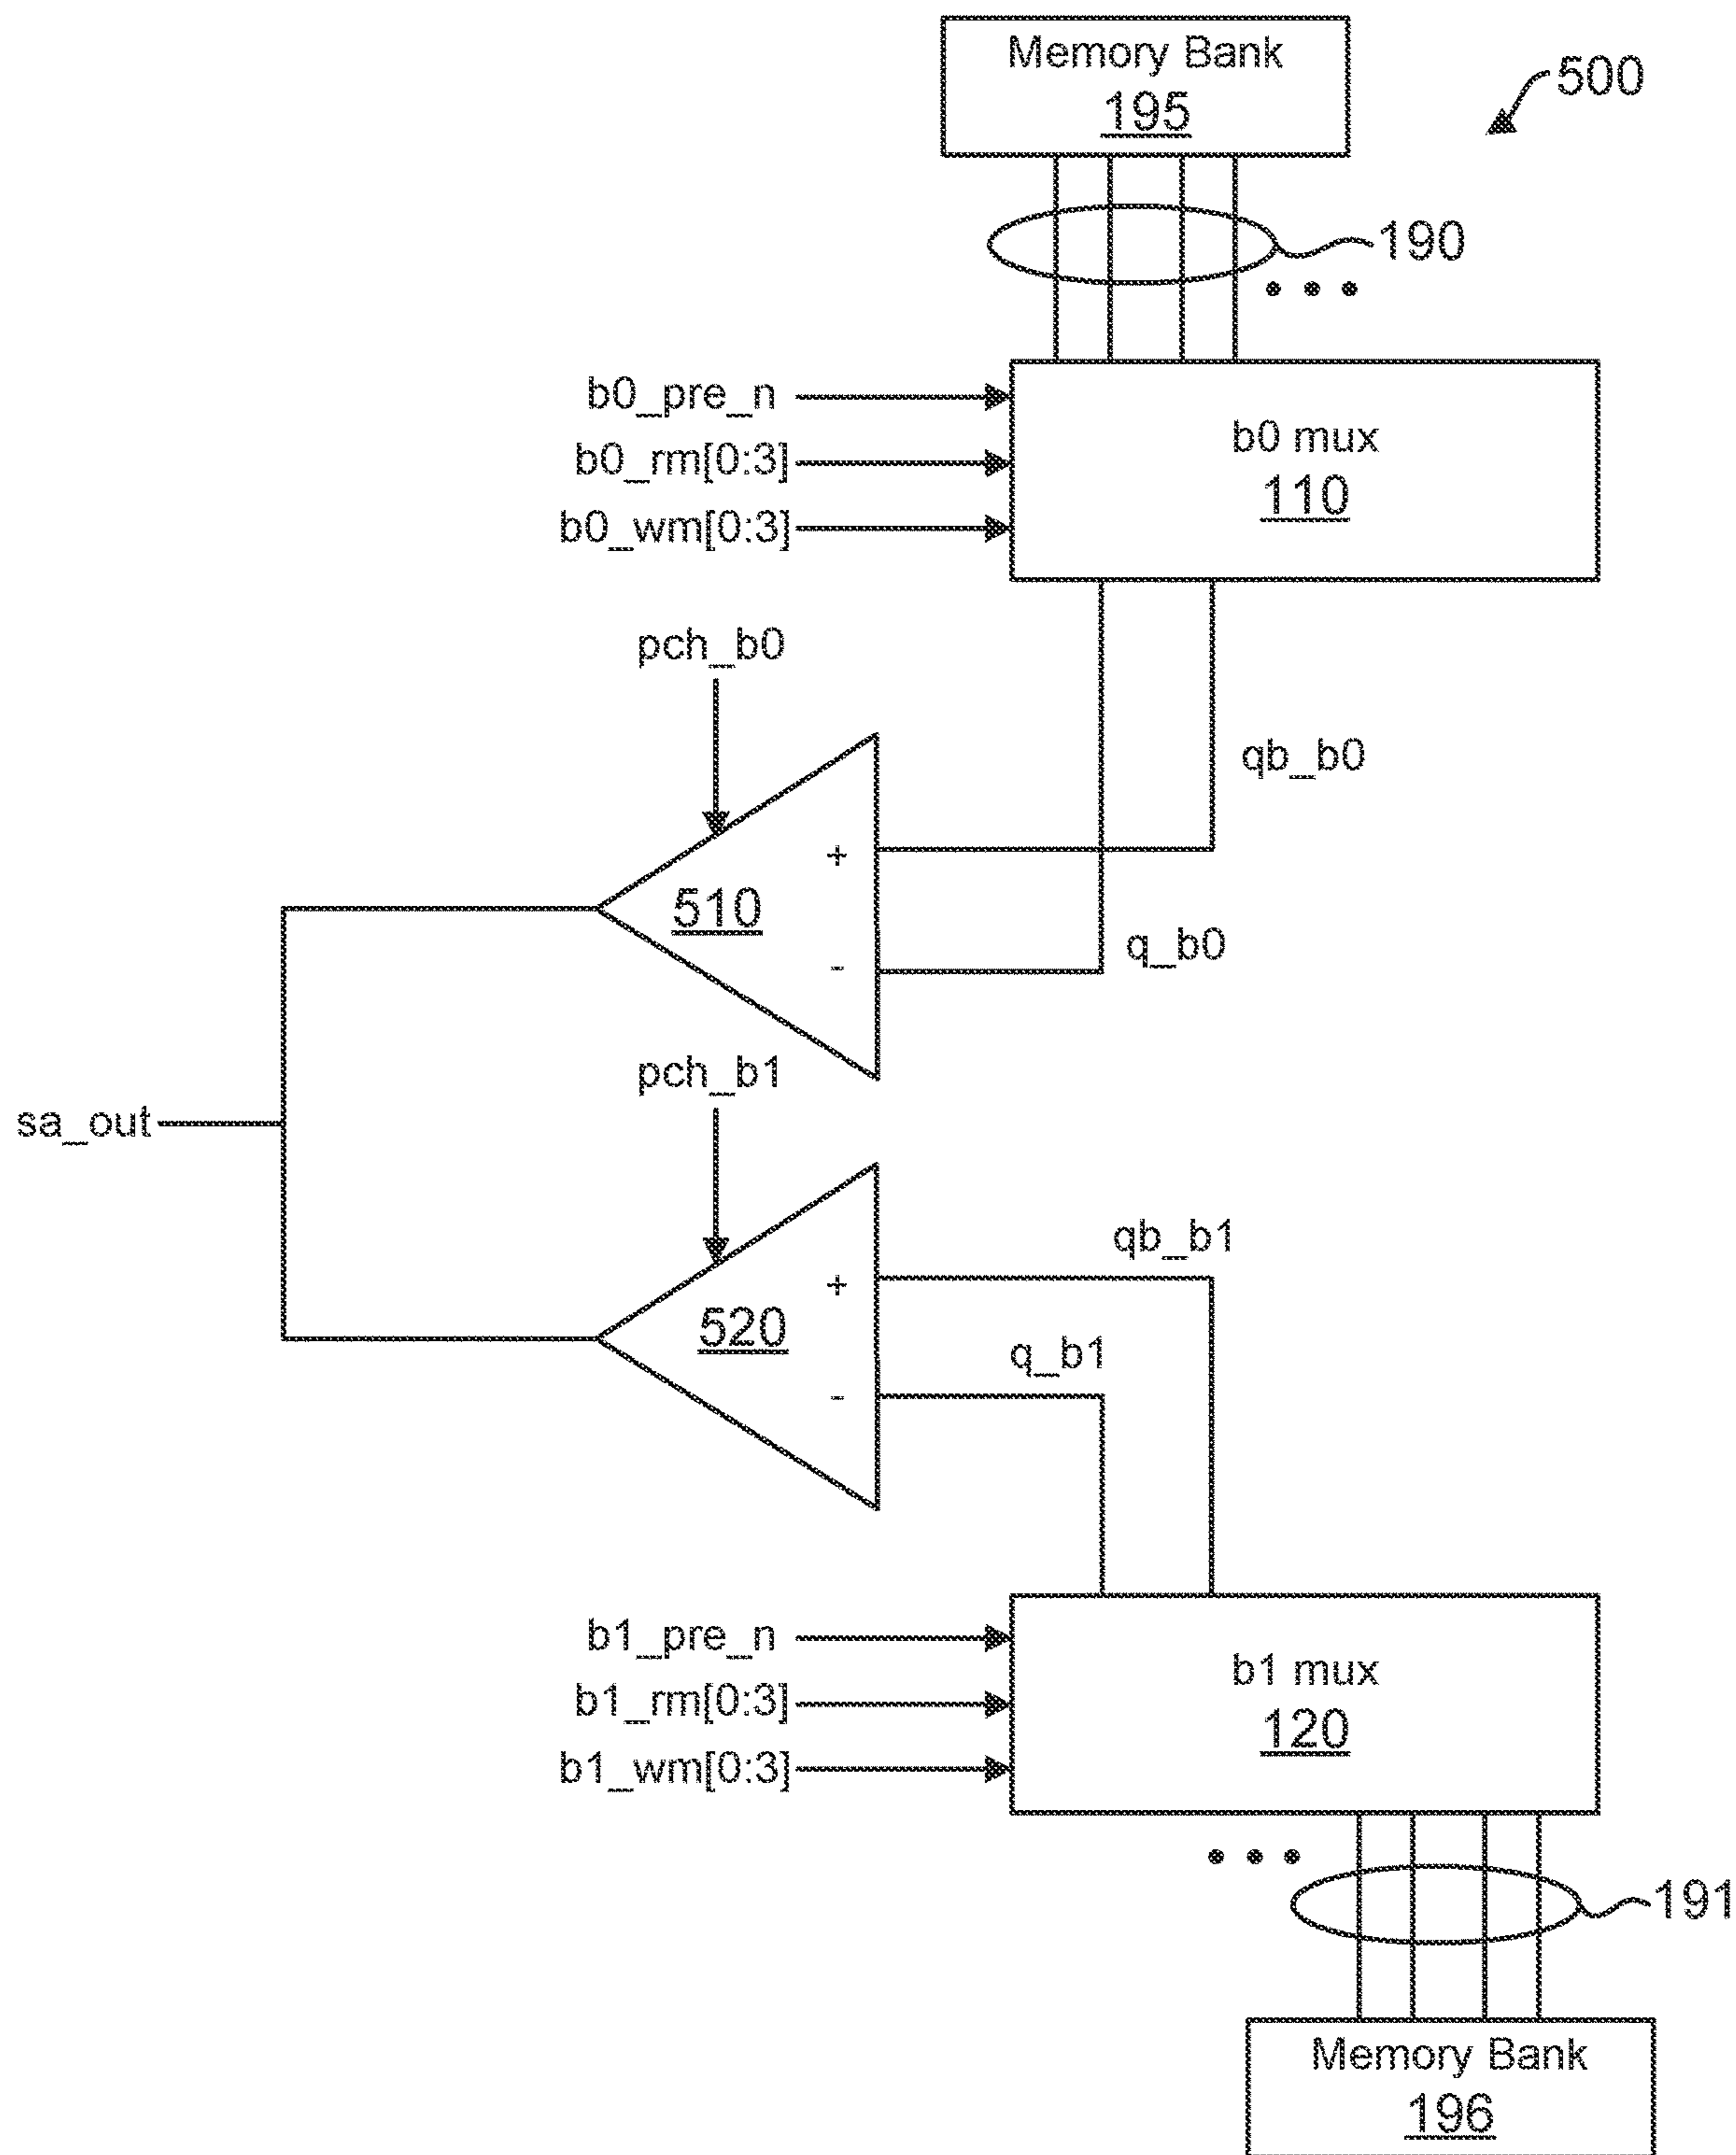 Memory Bank
195
500
190
b0_pre_n
b0_rm[0:3]
b0_wm[0:3]
b0 mux
110
pch_b0
qb_b0
+
510
-
q_b0
pch_b1
sa_out
qb_b1
+
520
q_b1
-
b1_pre_n
b1_rm[0:3]
b1_wm[0:3]
b1 mux
120
191
Memory Bank
196